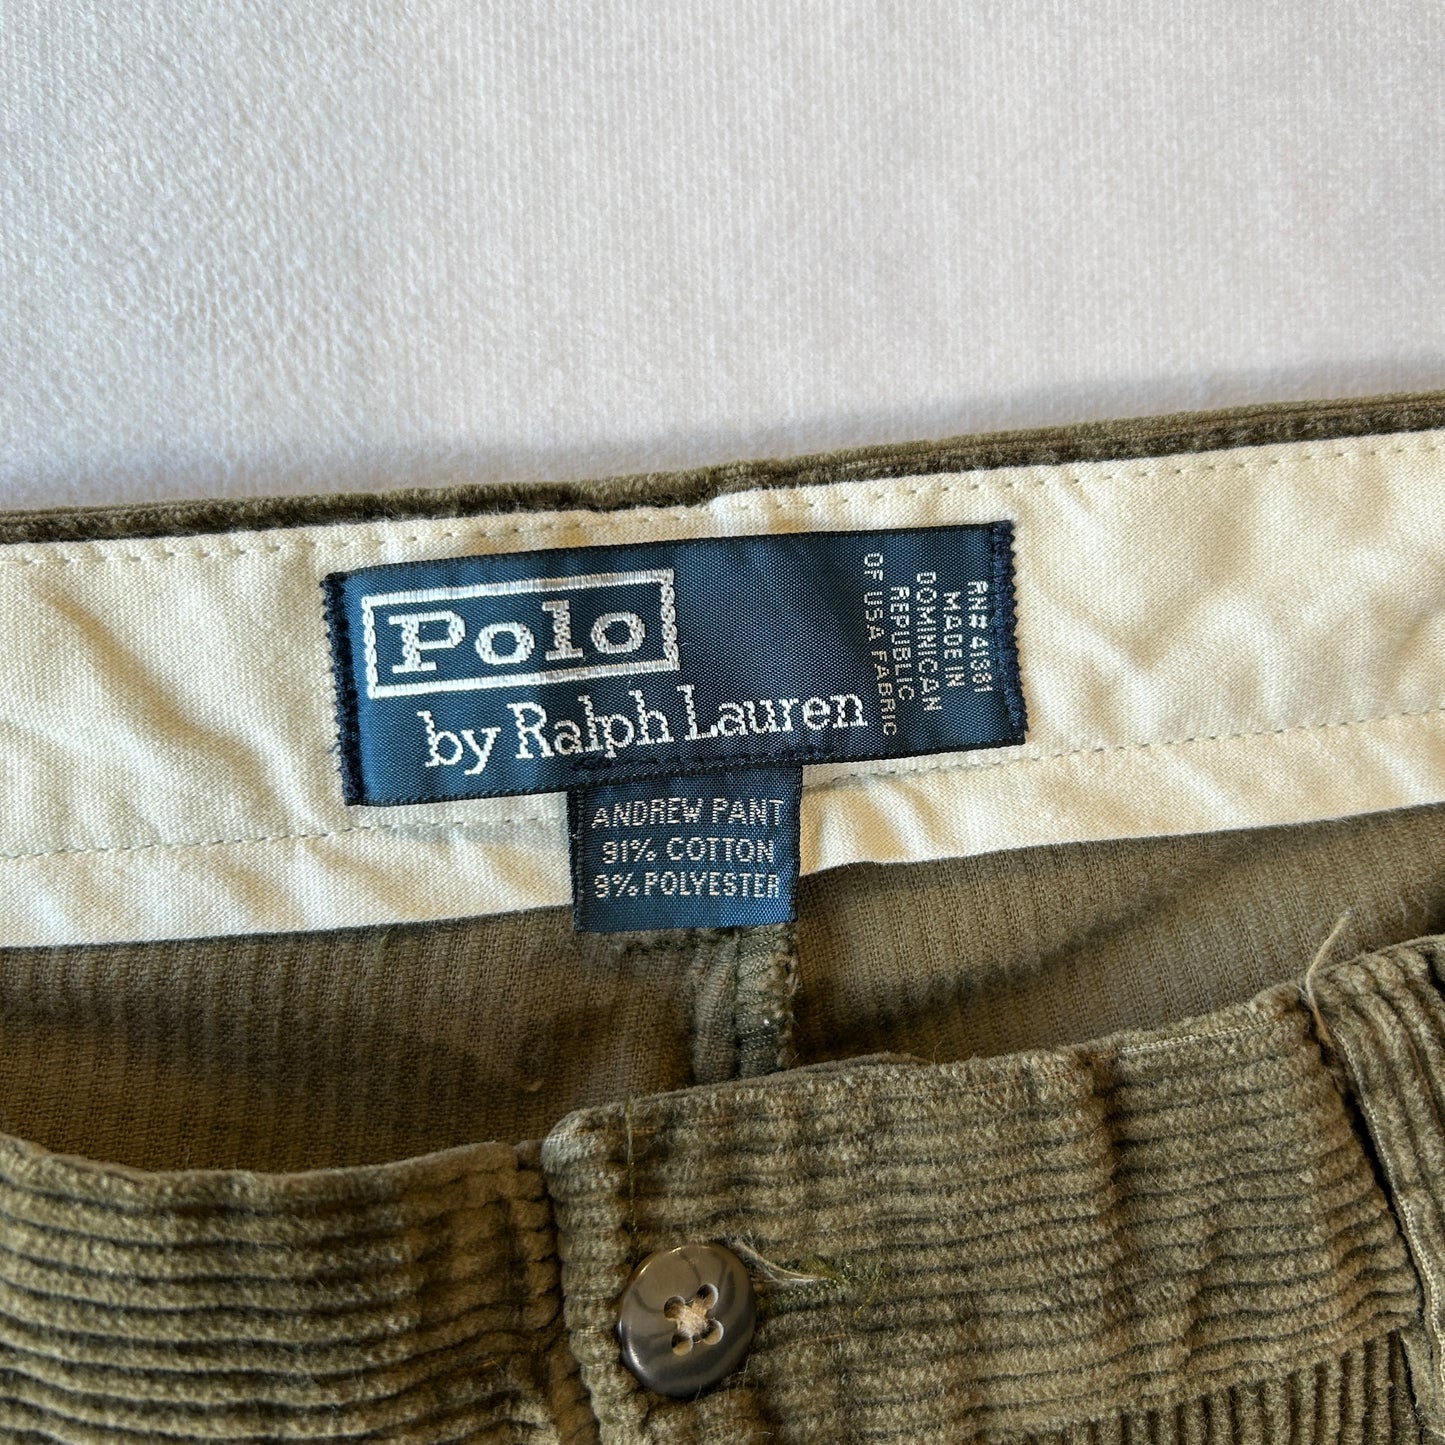 Polo
by Ralph Lauren
RN# 41381
MADE IN
DOMINICAN
REPUBLIC
OF USA FABRIC
ANDREW PANT
91% COTTON
9% POLYESTER